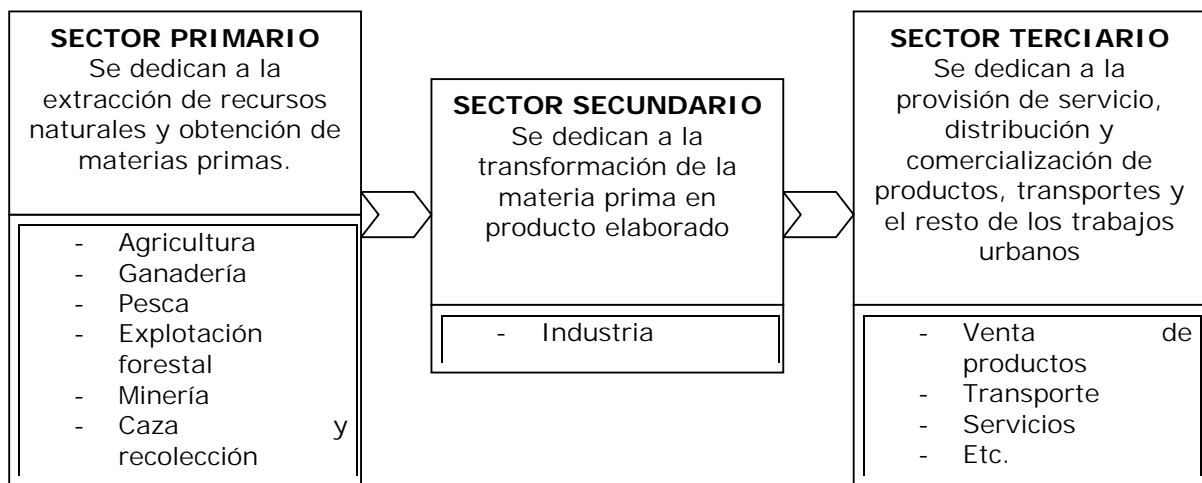 SECTOR PRIMARIO
Se dedican a la
extracción de recursos
naturales y obtención de
materias primas.
- Agricultura
- Ganadería
- Pesca
- Explotación
forestal
- Minería
- Caza y
recolección
SECTOR SECUNDARIO
Se dedican a la
transformación de la
materia prima en
producto elaborado
- Industria
SECTOR TERCIARIO
Se dedican a la
provisión de servicio,
distribución y
comercialización de
productos, transportes y
el resto de los trabajos
urbanos
- Venta de
productos
- Transporte
- Servicios
- Etc.